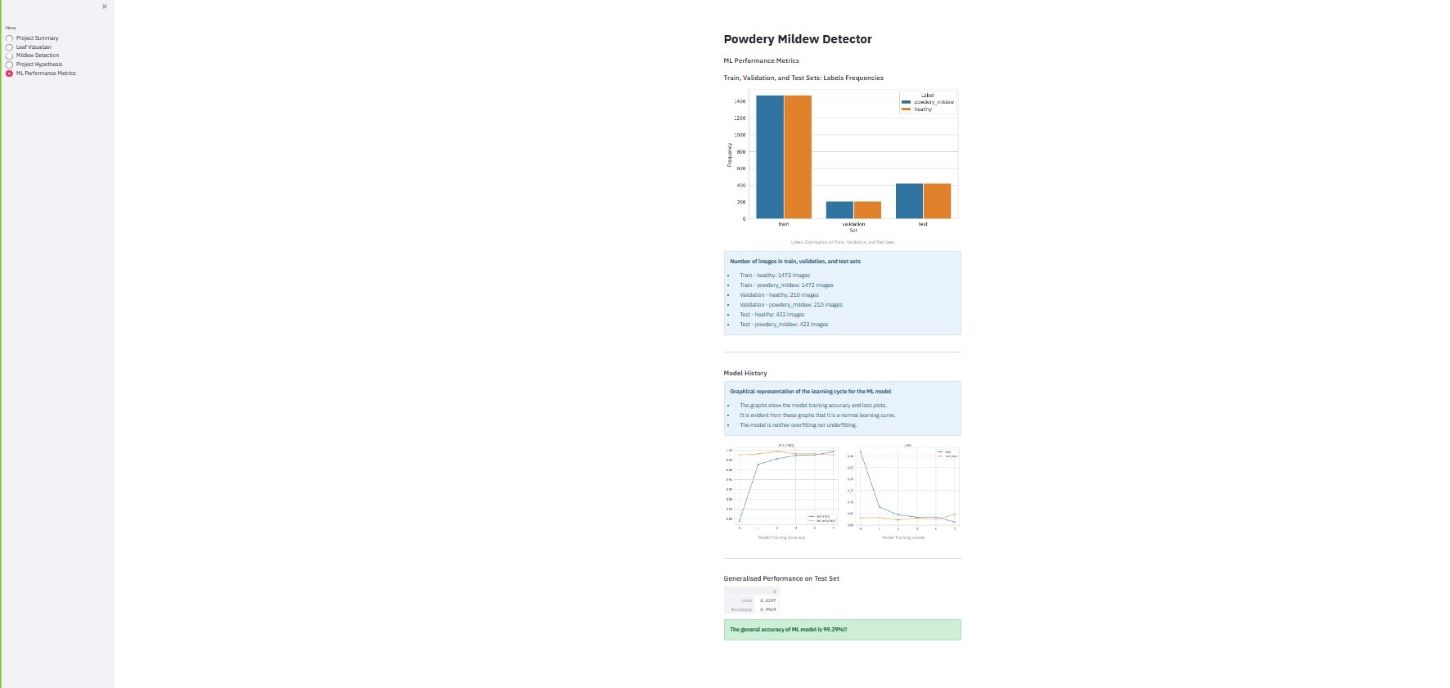 Menu
Project Summary
Leaf Visualizer
Mildew Detection
Project Hypothesis
ML Performance Metrics
Powdery Mildew Detector
ML Performance Metrics
Train, Validation, and Test Sets: Labels Frequencies
Label
powdery_mildew
healthy
Frequency
1400
1200
1000
800
600
400
200
0
train
validation
test
Set
Labels Distribution on Train, Validation, and Test Sets
Number of images in train, validation, and test sets
Train - healthy: 1472 images
Train - powdery_mildew: 1472 images
Validation - healthy: 210 images
Validation - powdery_mildew: 210 images
Test - healthy: 422 images
Test - powdery_mildew: 422 images
Model History
Graphical representation of the learning cycle for the ML model
The graphs show the model training accuracy and loss plots.
It is evident from these graphs that it is a normal learning curve.
The model is neither overfitting nor underfitting.
Accuracy
Loss
Model Training Accuracy
Model Training Losses
Generalised Performance on Test Set
0
Loss
Accuracy 0.9929
The general accuracy of ML model is 99.29%!!